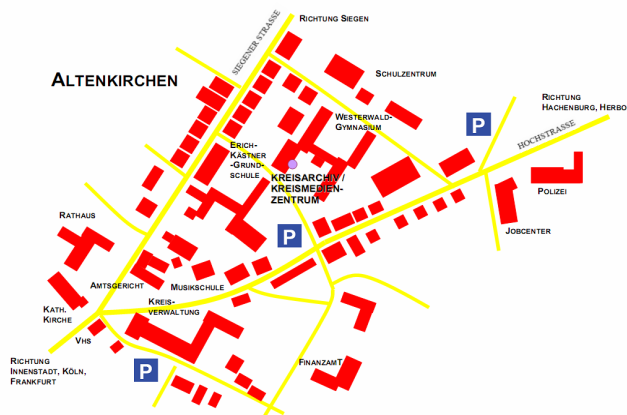 RICHTUNG SIEGEN
SIEGENER STRASSE
ALTENKIRCHEN
SCHULZENTRUM
RICHTUNG
HACHENBURG, HERBO
P
WESTERWALD-
GYMNASIUM
HOCHSTRASSE
ERICH-
KÄSTNER
-GRUND-
SCHULE
KREISARCHIV /
KREISMEDIEN-
ZENTRUM
POLIZEI
JOBCENTER
RATHAUS
P
AMTSGERICHT
MUSIKSCHULE
KREIS-
VERWALTUNG
KATH.
KIRCHE
VHS
RICHTUNG
INNENSTADT, KÖLN,
FRANKFURT
P
FINANZAMT